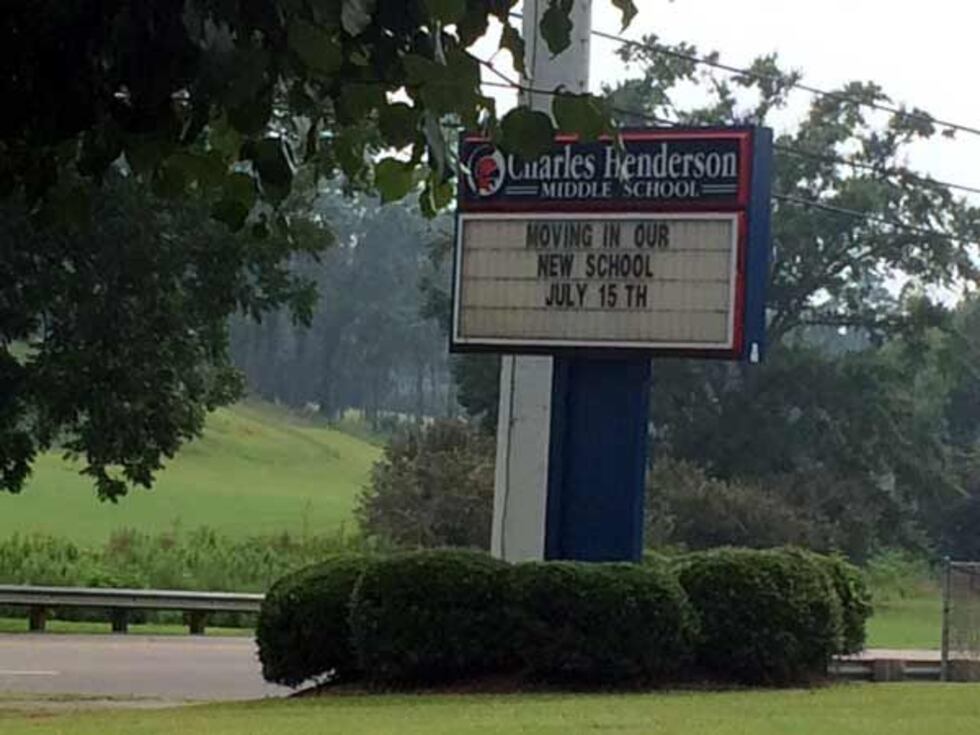 Charles Henderson
MIDDLE SCHOOL
MOVING IN OUR
NEW SCHOOL
JULY 15 TH